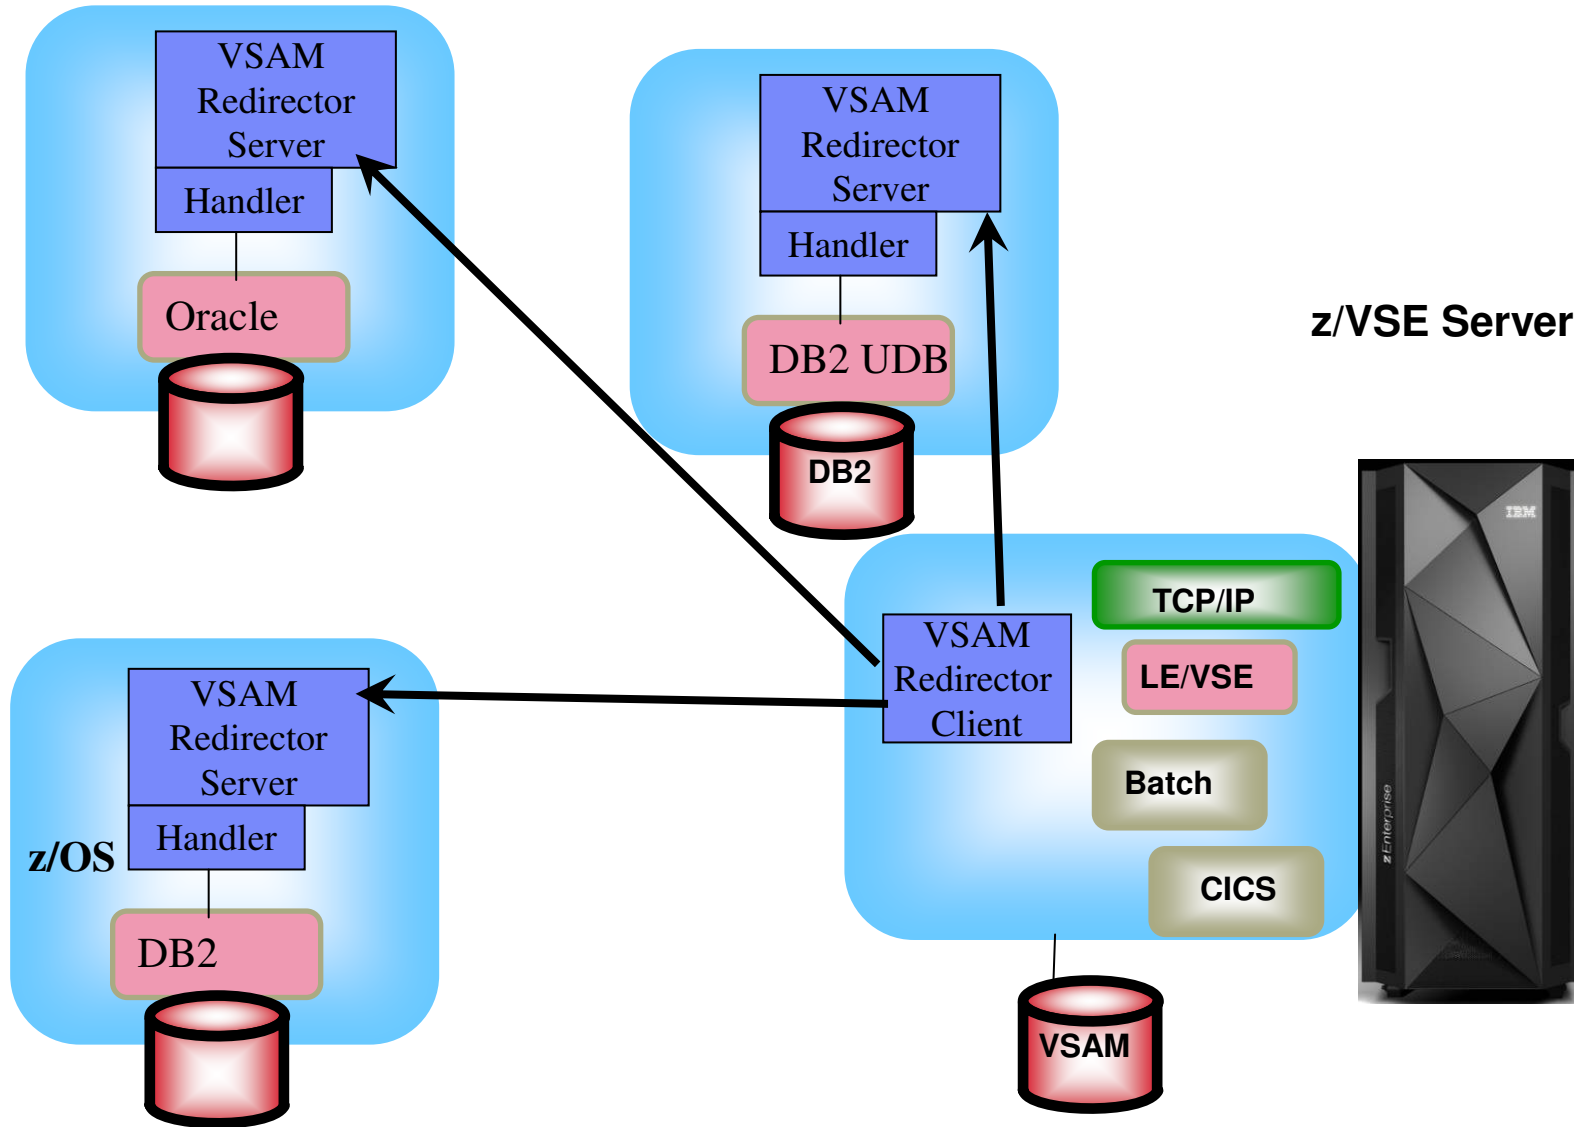 VSAM
Redirector
Server
Handler
Oracle
VSAM
Redirector
Server
Handler
DB2 UDB
DB2
z/VSE Server
IBM
zEnterprise
TCP/IP
LE/VSE
Batch
CICS
VSAM
Redirector
Client
VSAM
VSAM
Redirector
Server
Handler
z/OS
DB2